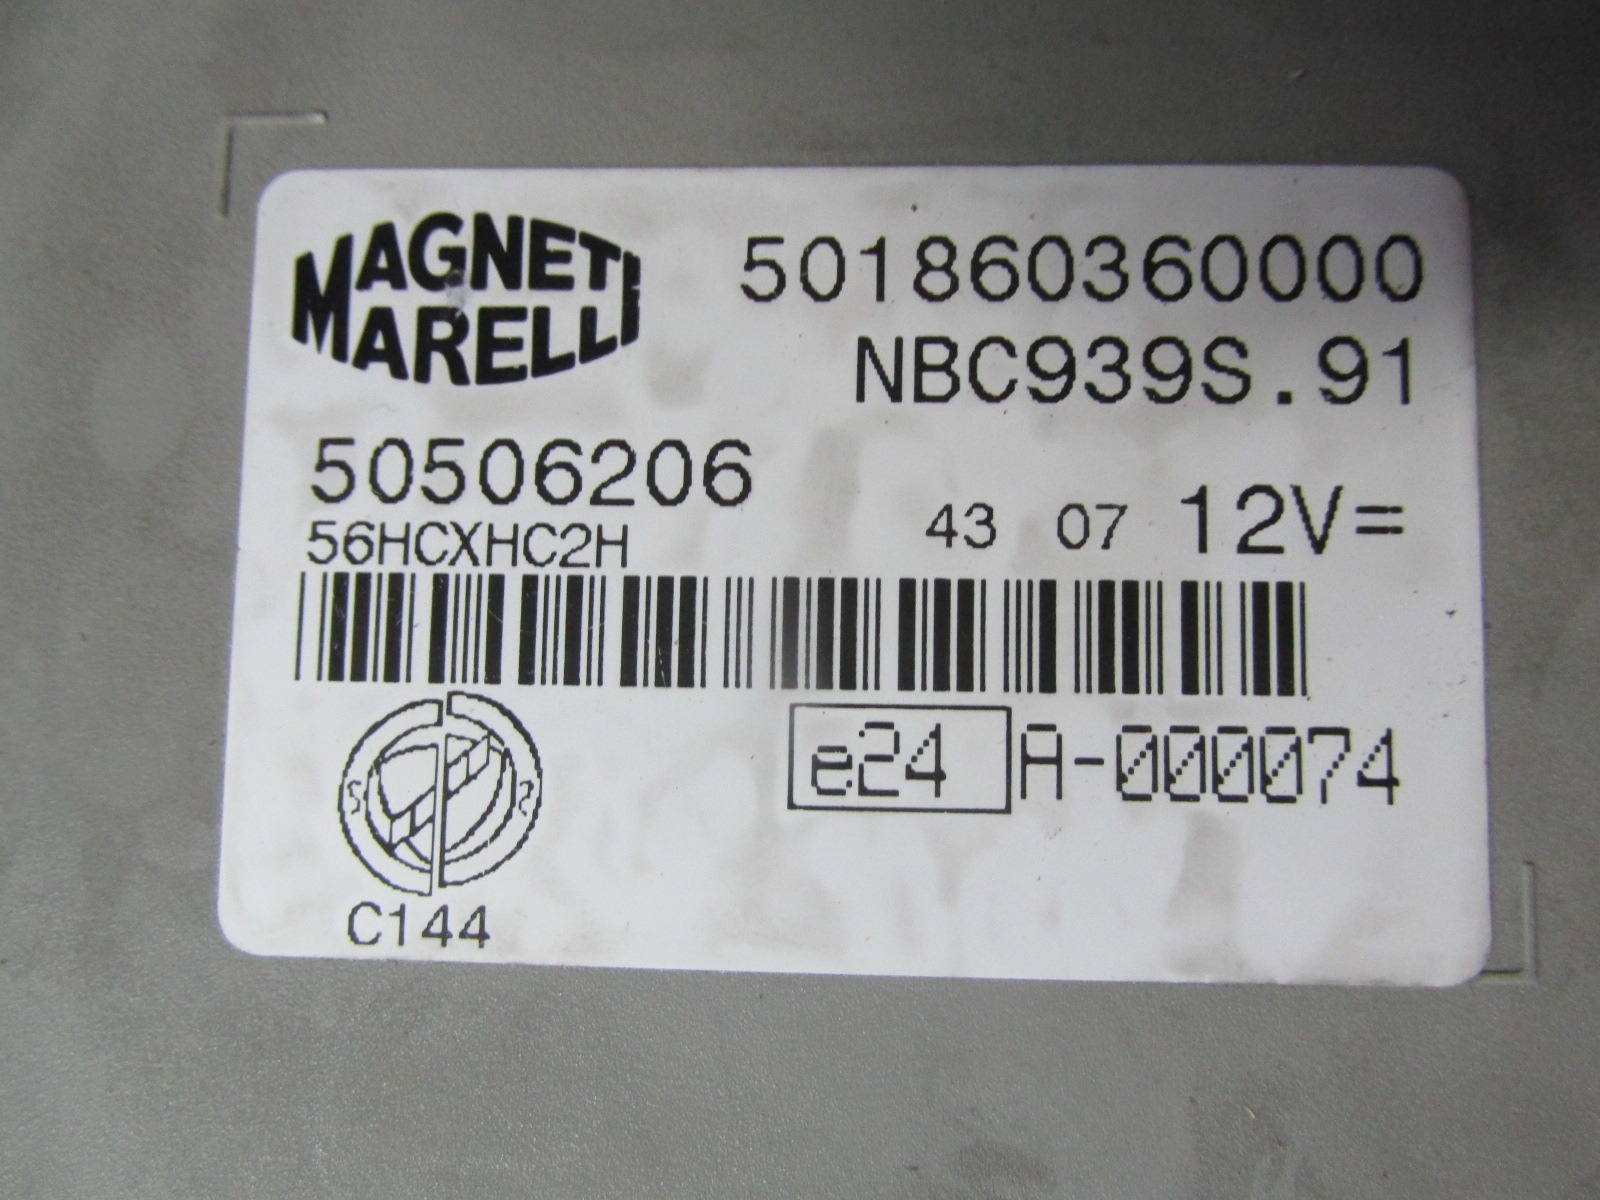 MAGNETI
MARELLI
501860360000
NBC939S.91
50506206
56HCXHC2H
43 07 12V=
e24 A-000074
C144